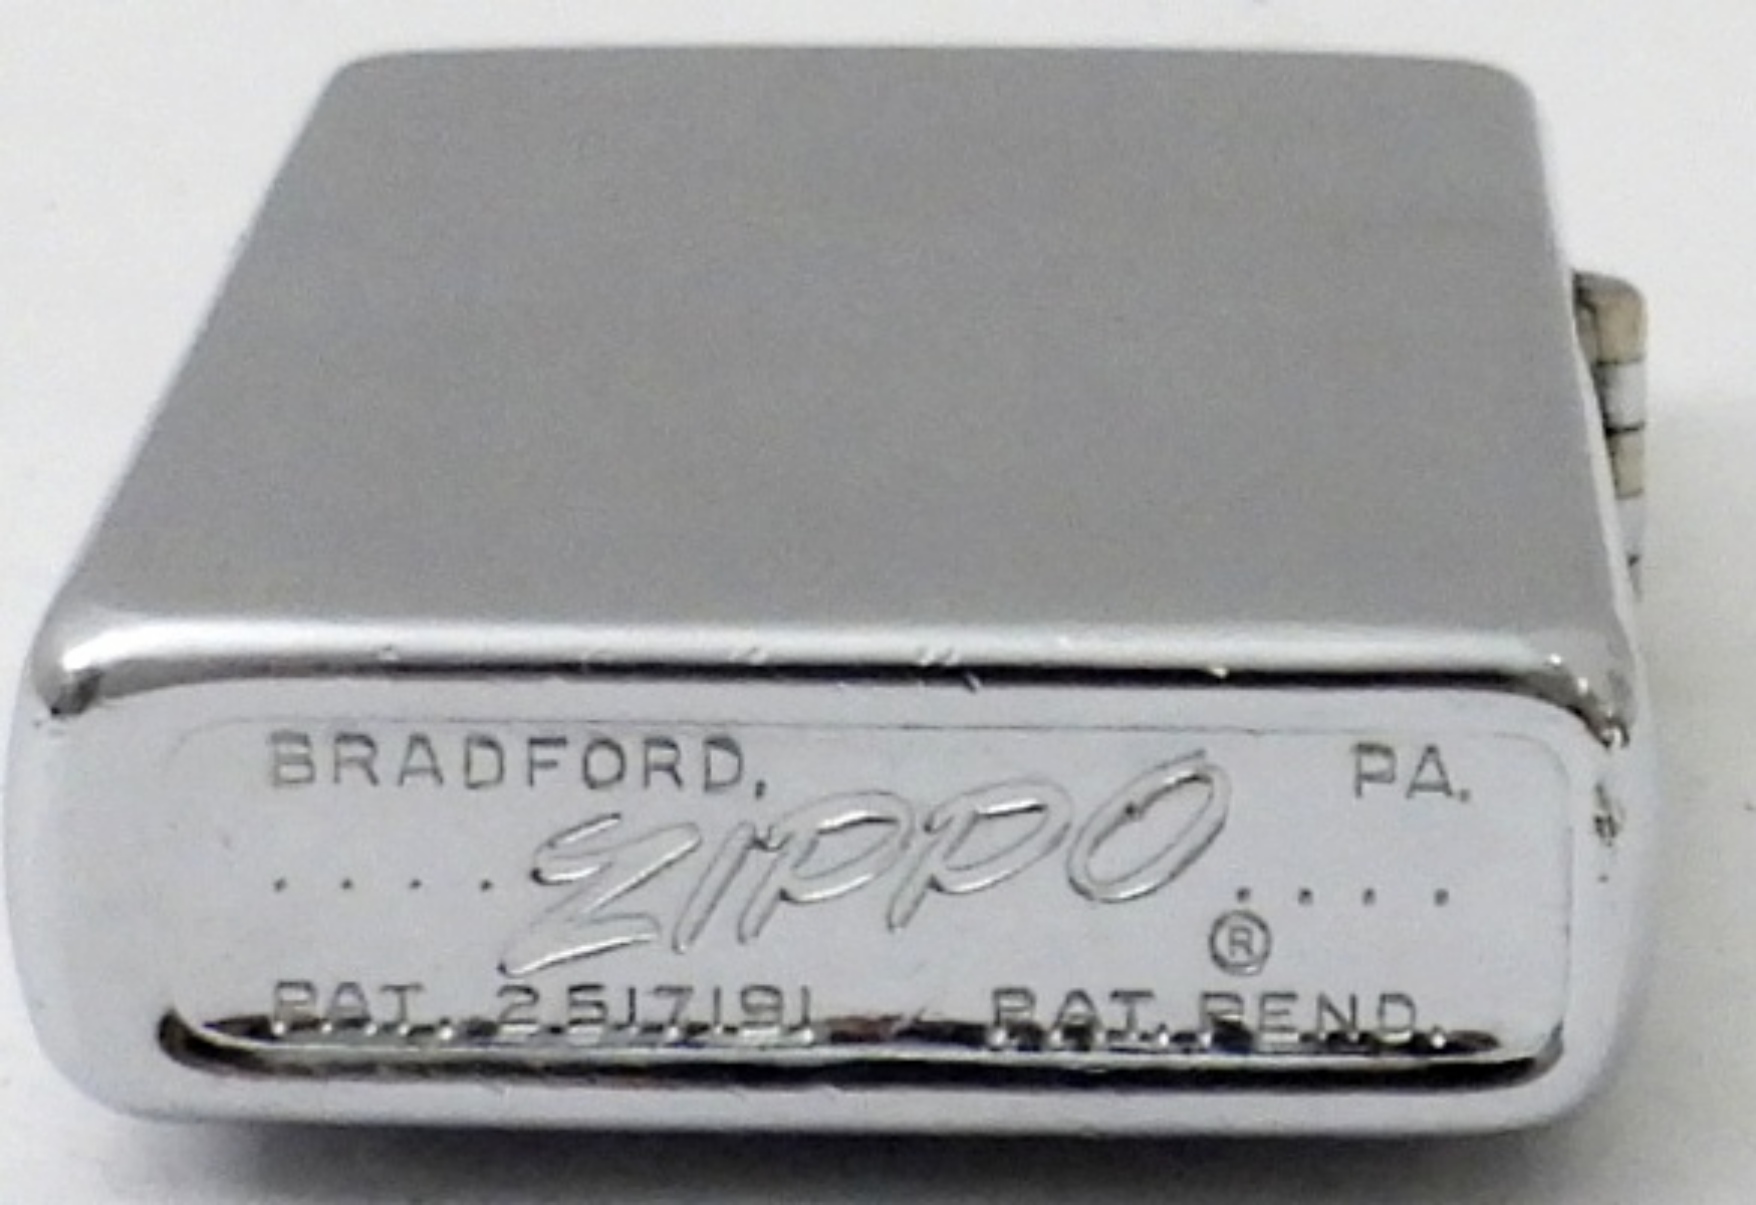 BRADFORD, PA.
. . . . ZIPPO . . . .
®
PAT. 2517191 PAT. PEND.